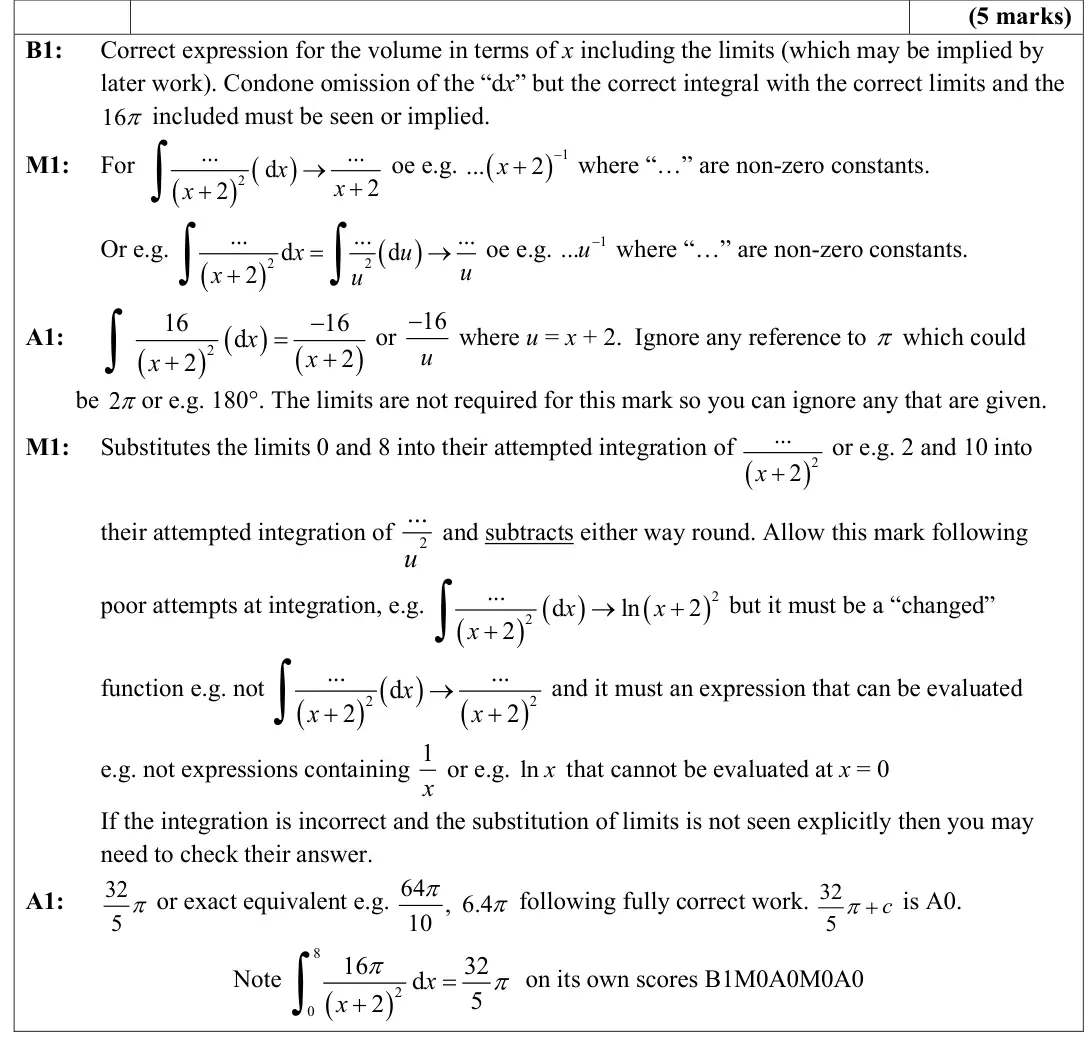 (5 marks)
B1: Correct expression for the volume in terms of x including the limits (which may be implied by
later work). Condone omission of the “dx” but the correct integral with the correct limits and the
16π included must be seen or implied.
M1: For ∫ .../(x+2)² (dx) → .../(x+2) oe e.g. ...(x+2)⁻¹ where “…” are non-zero constants.
Or e.g. ∫ .../(x+2)² dx = ∫ .../u² (du) → .../u oe e.g. ...u⁻¹ where “…” are non-zero constants.
A1: ∫ 16/(x+2)² (dx) = −16/(x+2) or −16/u where u = x + 2. Ignore any reference to π which could
be 2π or e.g. 180°. The limits are not required for this mark so you can ignore any that are given.
M1: Substitutes the limits 0 and 8 into their attempted integration of .../(x+2)² or e.g. 2 and 10 into
their attempted integration of .../u² and subtracts either way round. Allow this mark following
poor attempts at integration, e.g. ∫ .../(x+2)² (dx) → ln(x+2)² but it must be a “changed”
function e.g. not ∫ .../(x+2)² (dx) → .../(x+2)² and it must an expression that can be evaluated
e.g. not expressions containing 1/x or e.g. ln x that cannot be evaluated at x = 0
If the integration is incorrect and the substitution of limits is not seen explicitly then you may
need to check their answer.
A1: 32/5 π or exact equivalent e.g. 64π/10, 6.4π following fully correct work. 32/5 π + c is A0.
Note ∫₀⁸ 16π/(x+2)² dx = 32/5 π on its own scores B1M0A0M0A0